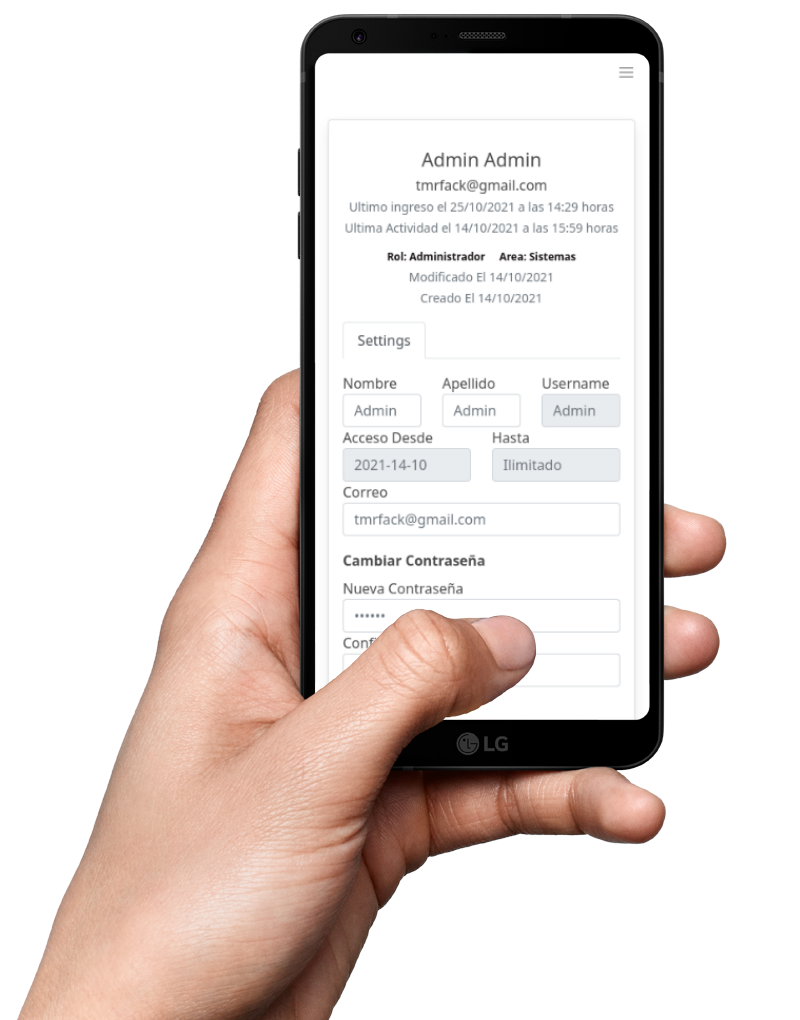 Admin Admin
tmrfack@gmail.com
Ultimo ingreso el 25/10/2021 a las 14:29 horas
Ultima Actividad el 14/10/2021 a las 15:59 horas
Rol: Administrador Area: Sistemas
Modificado El 14/10/2021
Creado El 14/10/2021
Settings
Nombre Apellido Username
Admin Admin Admin
Acceso Desde Hasta
2021-14-10 Ilimitado
Correo
tmrfack@gmail.com
Cambiar Contraseña
Nueva Contraseña
••••••
LG